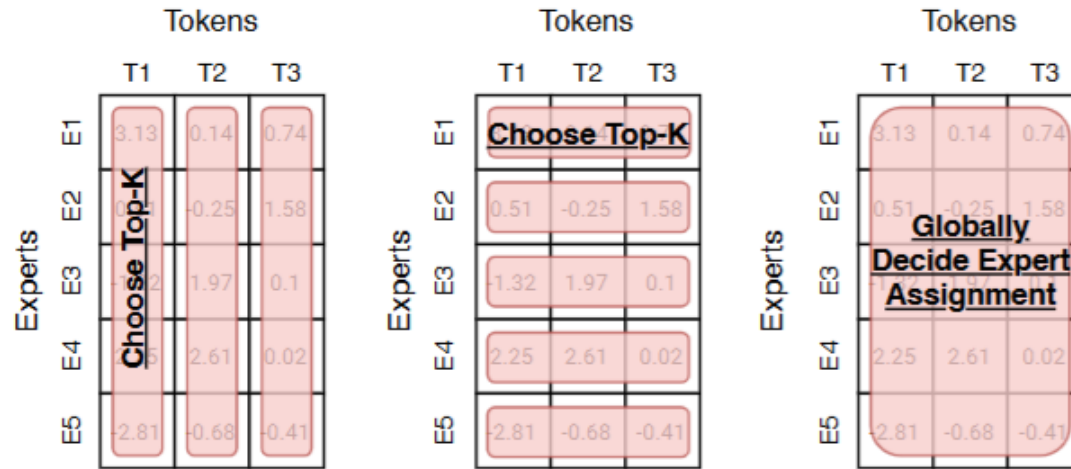 Tokens
T1 T2 T3
Experts
E1 3.13 0.14 0.74
E2 -0.25 1.58
E3 1.97 0.1
E4 2.61 0.02
E5 -2.81 -0.68 -0.41
Choose Top-K
Tokens
T1 T2 T3
Experts
E1
Choose Top-K
E2 0.51 -0.25 1.58
E3 -1.32 1.97 0.1
E4 2.25 2.61 0.02
E5 -2.81 -0.68 -0.41
Tokens
T1 T2 T3
Experts
E1 3.13 0.14 0.74
E2 0.51 -0.25 1.58
E3
E4 2.25 2.61 0.02
E5 -2.81 -0.68 -0.41
Globally
Decide Expert
Assignment